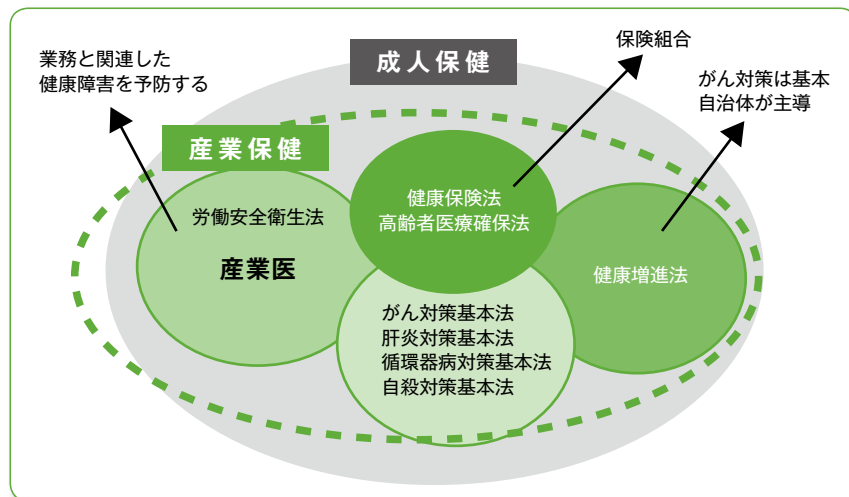 業務と関連した
健康障害を予防する
成人保健
保険組合
がん対策は基本
自治体が主導
産業保健
労働安全衛生法
産業医
健康保険法
高齢者医療確保法
健康増進法
がん対策基本法
肝炎対策基本法
循環器病対策基本法
自殺対策基本法